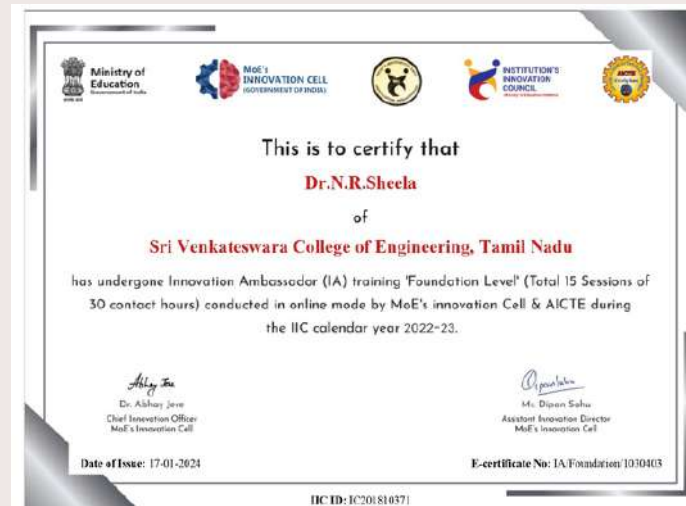 Ministry of
Education
Government of India
MoE's
INNOVATION CELL
(GOVERNMENT OF INDIA)
INSTITUTION'S
INNOVATION
COUNCIL
AICTE
This is to certify that
Dr.N.R.Sheela
of
Sri Venkateswara College of Engineering, Tamil Nadu
has undergone Innovation Ambassador (IA) training 'Foundation Level' (Total 15 Sessions of
30 contact hours) conducted in online mode by MoE's innovation Cell & AICTE during
the IIC calendar year 2022-23.
Dr. Abhay Jere
Chief Innovation Officer
MoE's Innovation Cell
Mr. Dipan Sahu
Assistant Innovation Director
MoE's Innovation Cell
Date of Issue: 17-01-2024
E-certificate No: IA/Foundation/1030403
IIC ID: IC201810371